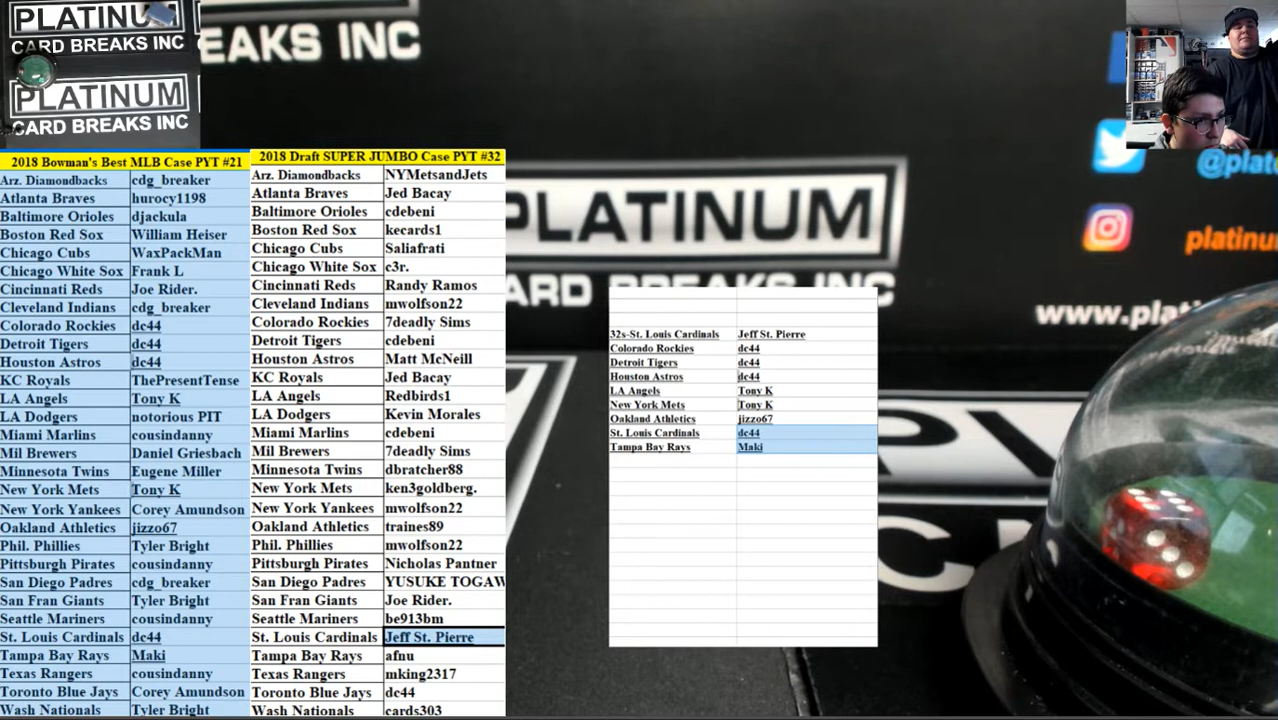 PLATINUM
CARD BREAKS INC
PLATINUM
CARD BREAKS INC
EAKS INC
@plato
platinu
www.plati
PLATINUM
ARD BREAKS INC
2018 Bowman's Best MLB Case PYT #21
Arz. Diamondbacks cdg_breaker
Atlanta Braves hurocy1198
Baltimore Orioles djackula
Boston Red Sox William Heiser
Chicago Cubs WaxPackMan
Chicago White Sox Frank L
Cincinnati Reds Joe Rider.
Cleveland Indians cdg_breaker
Colorado Rockies dc44
Detroit Tigers dc44
Houston Astros dc44
KC Royals ThePresentTense
LA Angels Tony K
LA Dodgers notorious PIT
Miami Marlins cousindanny
Mil Brewers Daniel Griesbach
Minnesota Twins Eugene Miller
New York Mets Tony K
New York Yankees Corey Amundson
Oakland Athletics jizzo67
Phil. Phillies Tyler Bright
Pittsburgh Pirates cousindanny
San Diego Padres cdg_breaker
San Fran Giants Tyler Bright
Seattle Mariners cousindanny
St. Louis Cardinals dc44
Tampa Bay Rays Maki
Texas Rangers cousindanny
Toronto Blue Jays Corey Amundson
Wash Nationals Tyler Bright
2018 Draft SUPER JUMBO Case PYT #32
Arz. Diamondbacks NYMetsandJets
Atlanta Braves Jed Bacay
Baltimore Orioles cdebeni
Boston Red Sox kecards1
Chicago Cubs Saliafrati
Chicago White Sox c3r.
Cincinnati Reds Randy Ramos
Cleveland Indians mwolfson22
Colorado Rockies 7deadly Sims
Detroit Tigers cdebeni
Houston Astros Matt McNeill
KC Royals Jed Bacay
LA Angels Redbirds1
LA Dodgers Kevin Morales
Miami Marlins cdebeni
Mil Brewers 7deadly Sims
Minnesota Twins dbratcher88
New York Mets ken3goldberg.
New York Yankees mwolfson22
Oakland Athletics traines89
Phil. Phillies mwolfson22
Pittsburgh Pirates Nicholas Pantner
San Diego Padres YUSUKE TOGAW
San Fran Giants Joe Rider.
Seattle Mariners be913bm
St. Louis Cardinals Jeff St. Pierre
Tampa Bay Rays afnu
Texas Rangers mking2317
Toronto Blue Jays dc44
Wash Nationals cards303
32s-St. Louis Cardinals Jeff St. Pierre
Colorado Rockies dc44
Detroit Tigers dc44
Houston Astros dc44
LA Angels Tony K
New York Mets Tony K
Oakland Athletics jizzo67
St. Louis Cardinals dc44
Tampa Bay Rays Maki